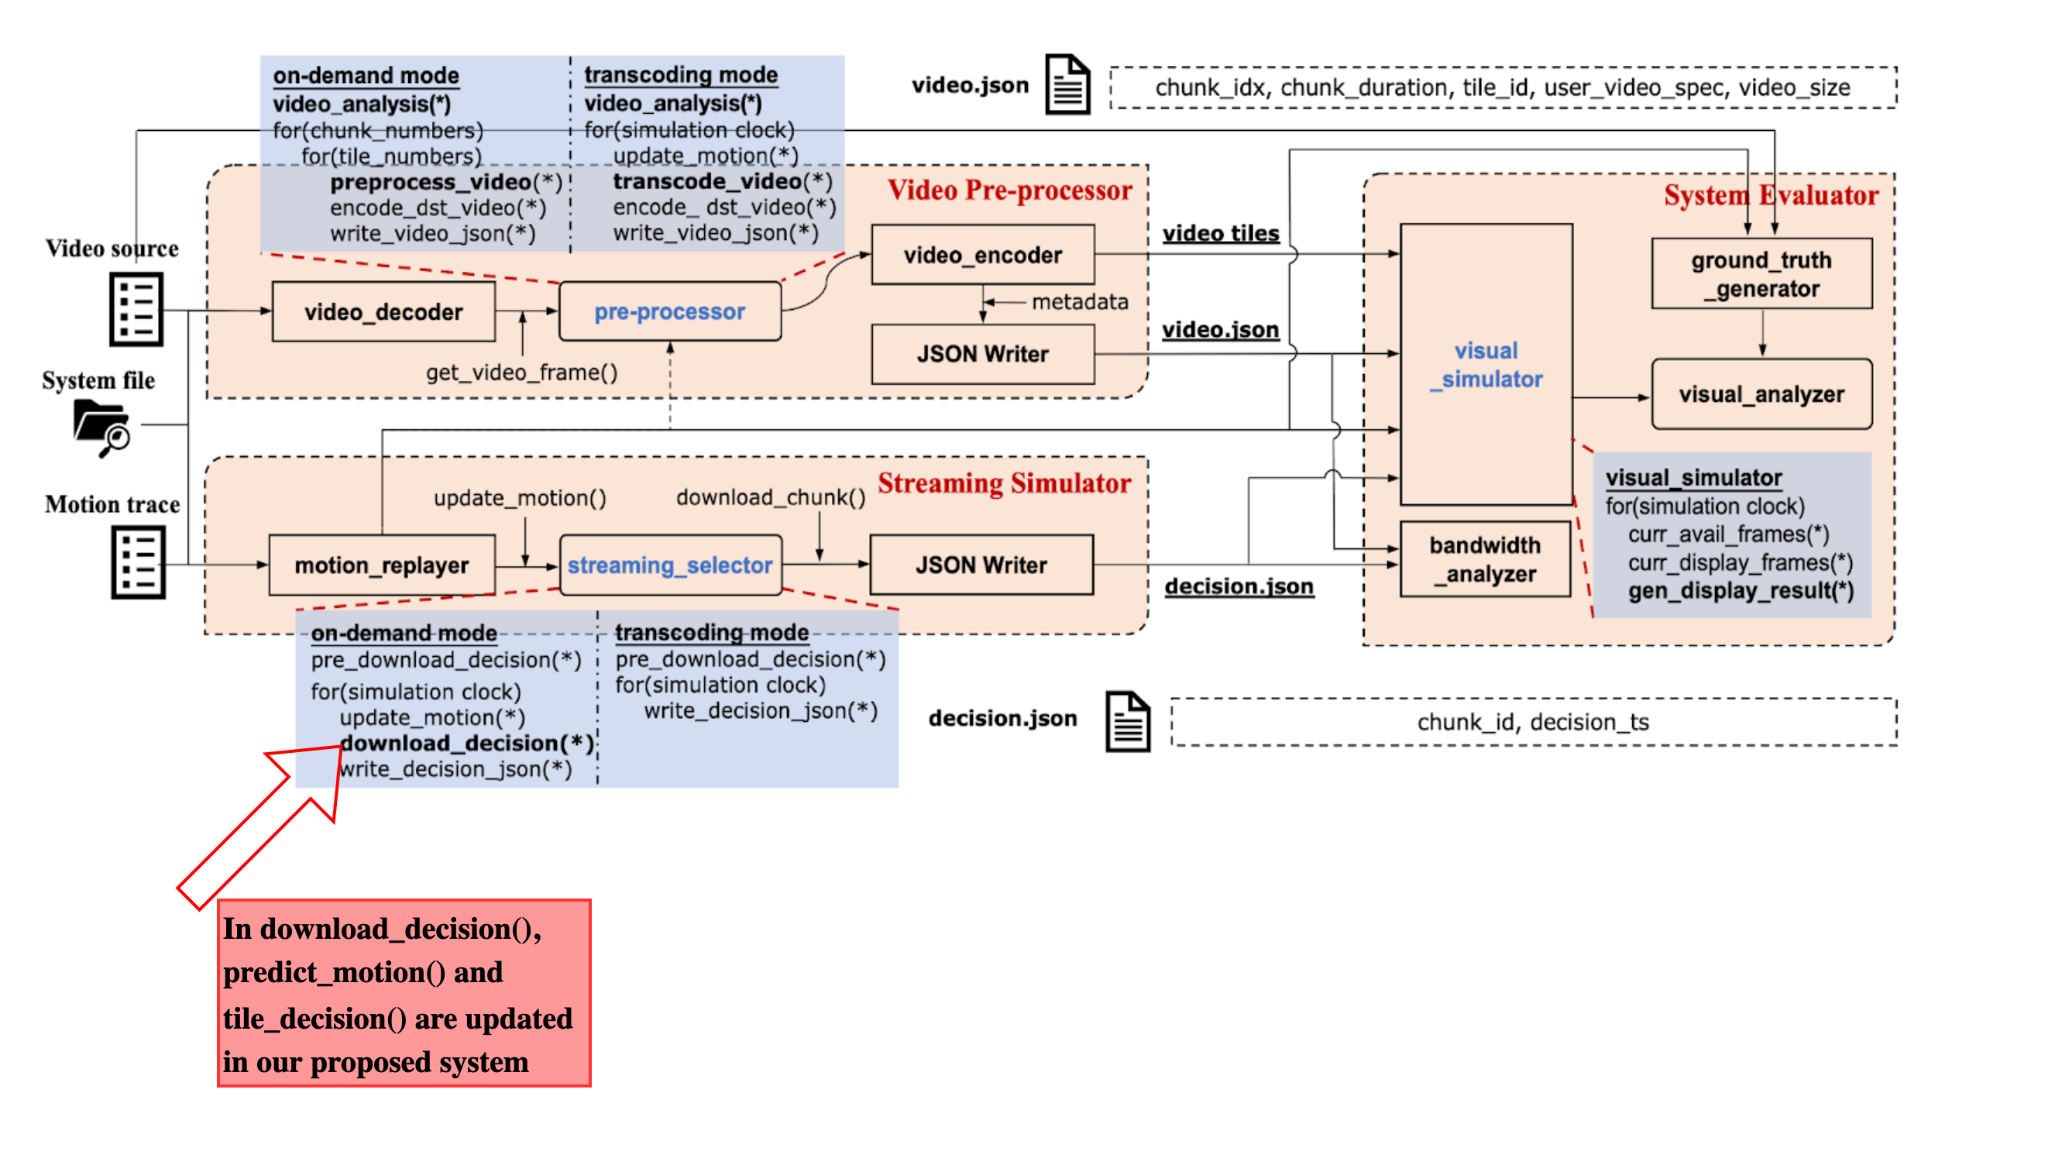 on-demand mode
video_analysis(*)
for(chunk_numbers)
for(tile_numbers)
preprocess_video(*)
encode_dst_video(*)
write_video_json(*)
transcoding mode
video_analysis(*)
for(simulation clock)
update_motion(*)
transcode_video(*)
encode_ dst_video(*)
write_video_json(*)
video.json
chunk_idx, chunk_duration, tile_id, user_video_spec, video_size
Video Pre-processor
System Evaluator
Video source
video_decoder
get_video_frame()
pre-processor
video_encoder
metadata
JSON Writer
video tiles
video.json
visual
_simulator
ground_truth
_generator
visual_analyzer
System file
Motion trace
Streaming Simulator
update_motion()
download_chunk()
motion_replayer
streaming_selector
JSON Writer
decision.json
bandwidth
_analyzer
visual_simulator
for(simulation clock)
curr_avail_frames(*)
curr_display_frames(*)
gen_display_result(*)
on-demand mode
pre_download_decision(*)
for(simulation clock)
update_motion(*)
download_decision(*)
write_decision_json(*)
transcoding mode
pre_download_decision(*)
for(simulation clock)
write_decision_json(*)
decision.json
chunk_id, decision_ts
In download_decision(),
predict_motion() and
tile_decision() are updated
in our proposed system